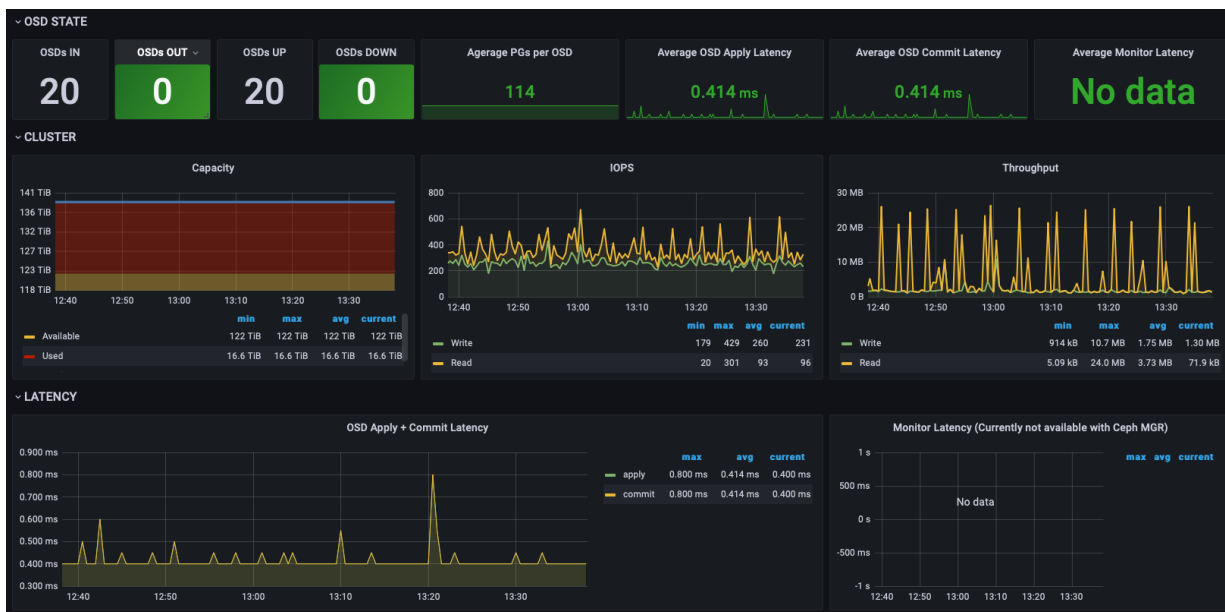 OSD STATE
OSDs IN
OSDs OUT
OSDs UP
OSDs DOWN
Agerage PGs per OSD
Average OSD Apply Latency
Average OSD Commit Latency
Average Monitor Latency
20
0
20
0
114
0.414 ms
0.414 ms
No data
CLUSTER
Capacity
141 TiB
136 TiB
132 TiB
127 TiB
123 TiB
118 TiB
12:40 12:50 13:00 13:10 13:20 13:30
min max avg current
Available 122 TiB 122 TiB 122 TiB 122 TiB
Used 16.6 TiB 16.6 TiB 16.6 TiB 16.6 TiB
IOPS
800
600
400
200
0
12:40 12:50 13:00 13:10 13:20 13:30
min max avg current
Write 179 429 260 231
Read 20 301 93 96
Throughput
30 MB
20 MB
10 MB
0 B
12:40 12:50 13:00 13:10 13:20 13:30
min max avg current
Write 914 kB 10.7 MB 1.75 MB 1.30 MB
Read 5.09 kB 24.0 MB 3.73 MB 71.9 kB
LATENCY
OSD Apply + Commit Latency
0.900 ms
0.800 ms
0.700 ms
0.600 ms
0.500 ms
0.400 ms
0.300 ms
12:40 12:50 13:00 13:10 13:20 13:30
max avg current
apply 0.800 ms 0.414 ms 0.400 ms
commit 0.800 ms 0.414 ms 0.400 ms
Monitor Latency (Currently not available with Ceph MGR)
1 s
500 ms
0 s
-500 ms
-1 s
No data
12:40 12:50 13:00 13:10 13:20 13:30
max avg current